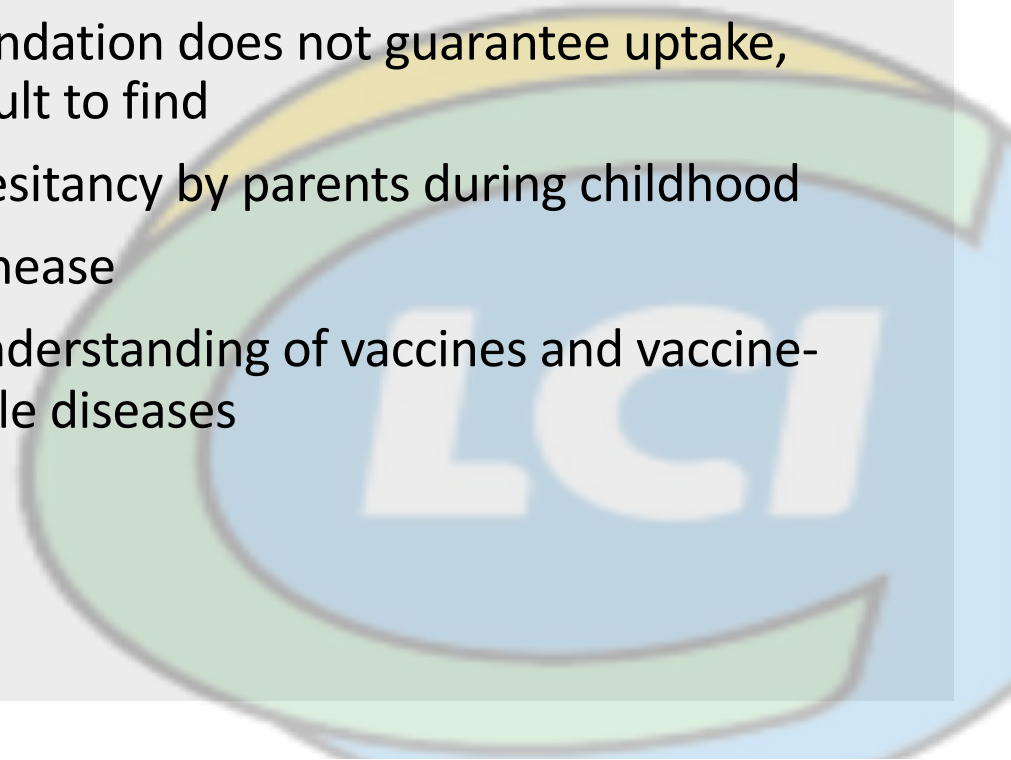 ndation does not guarantee uptake,
ult to find
esitancy by parents during childhood
nease
nderstanding of vaccines and vaccine-
le diseases
LCI